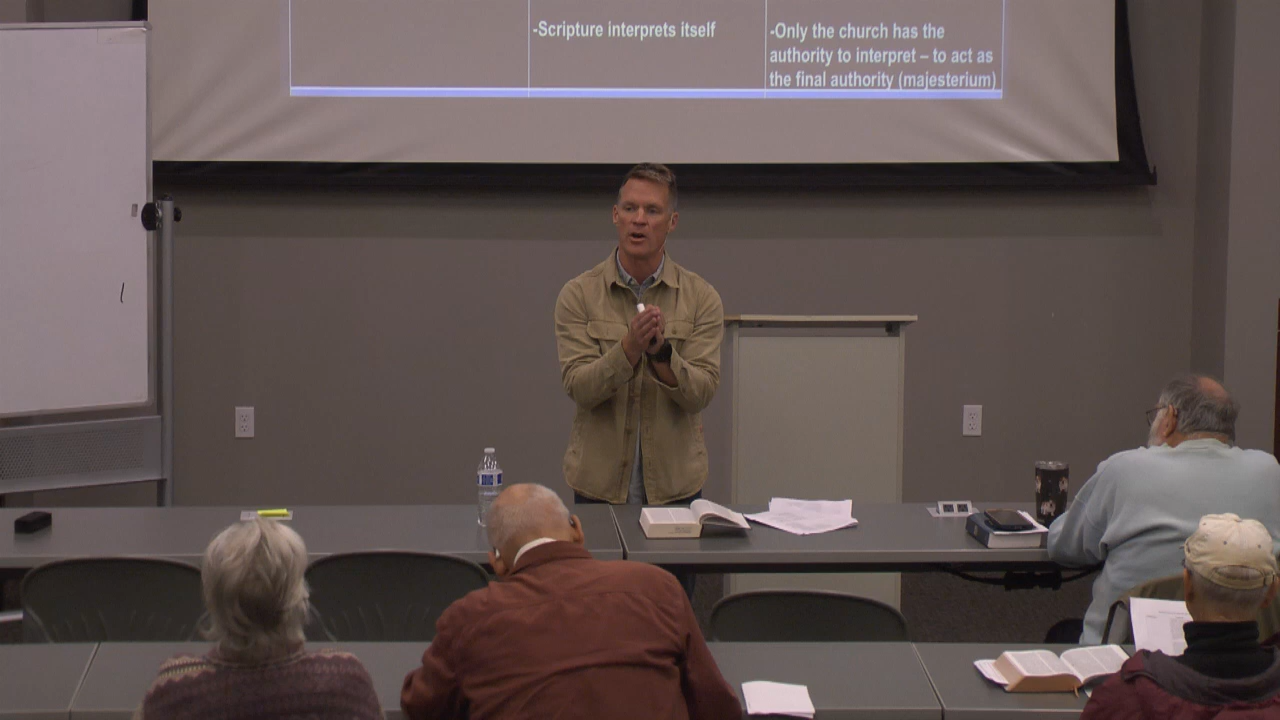 -Scripture interprets itself
-Only the church has the
authority to interpret – to act as
the final authority (majesterium)